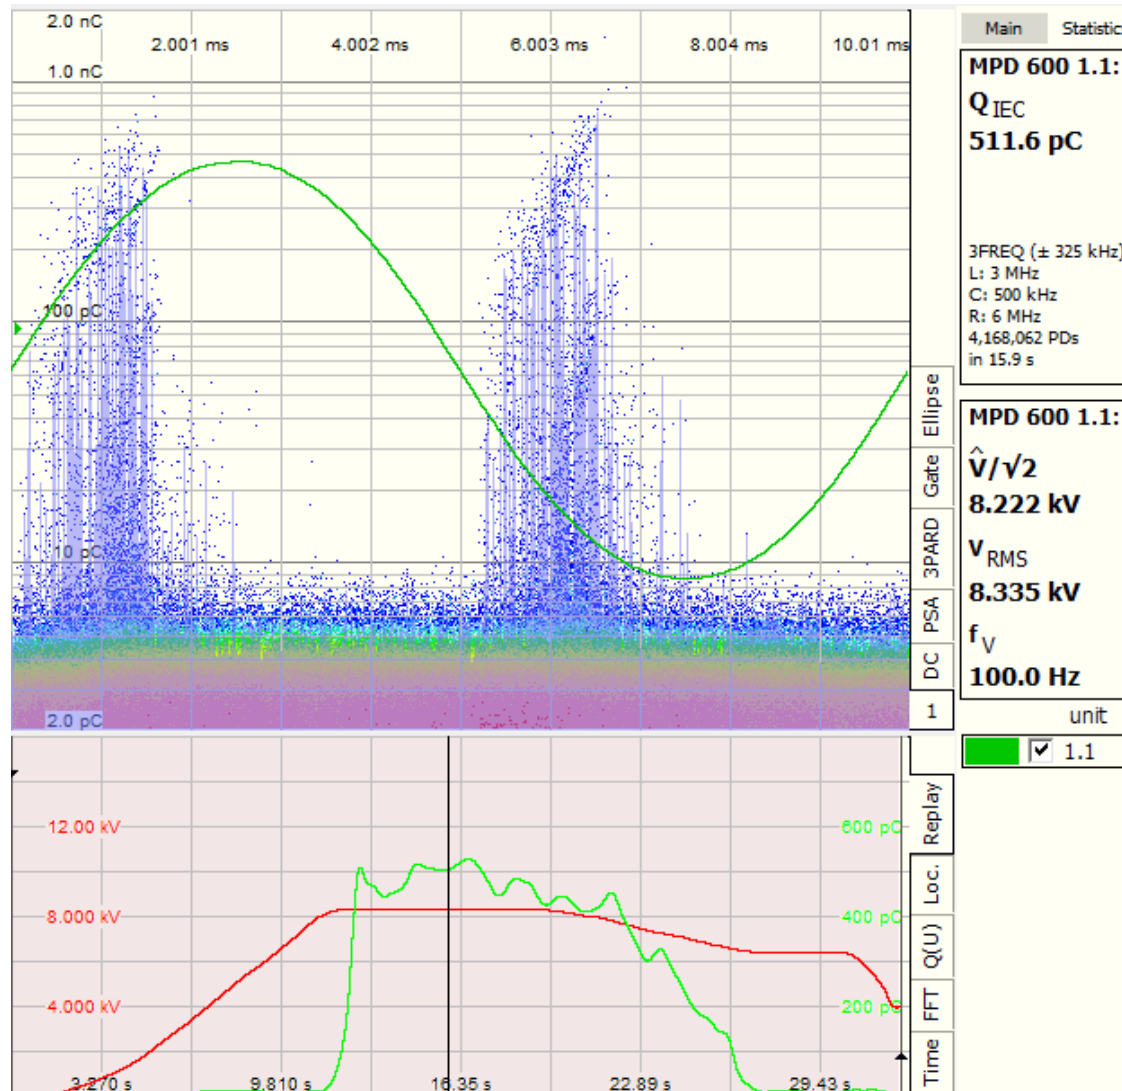 2.0 nC
2.001 ms 4.002 ms 6.003 ms 8.004 ms 10.01 ms
1.0 nC
100 pC
10 pC
2.0 pC
Ellipse
Gate
3PARD
PSA
DC
1
Main Statistic
MPD 600 1.1:
Q IEC
511.6 pC
3FREQ (± 325 kHz)
L: 3 MHz
C: 500 kHz
R: 6 MHz
4,168,062 PDs
in 15.9 s
MPD 600 1.1:
V̂/√2
8.222 kV
V RMS
8.335 kV
f V
100.0 Hz
unit
1.1
12.00 kV 600 pC
8.000 kV 400 pC
4.000 kV 200 pC
3.270 s 9.810 s 16.35 s 22.89 s 29.43 s
Replay
Loc.
Q(U)
FFT
Time